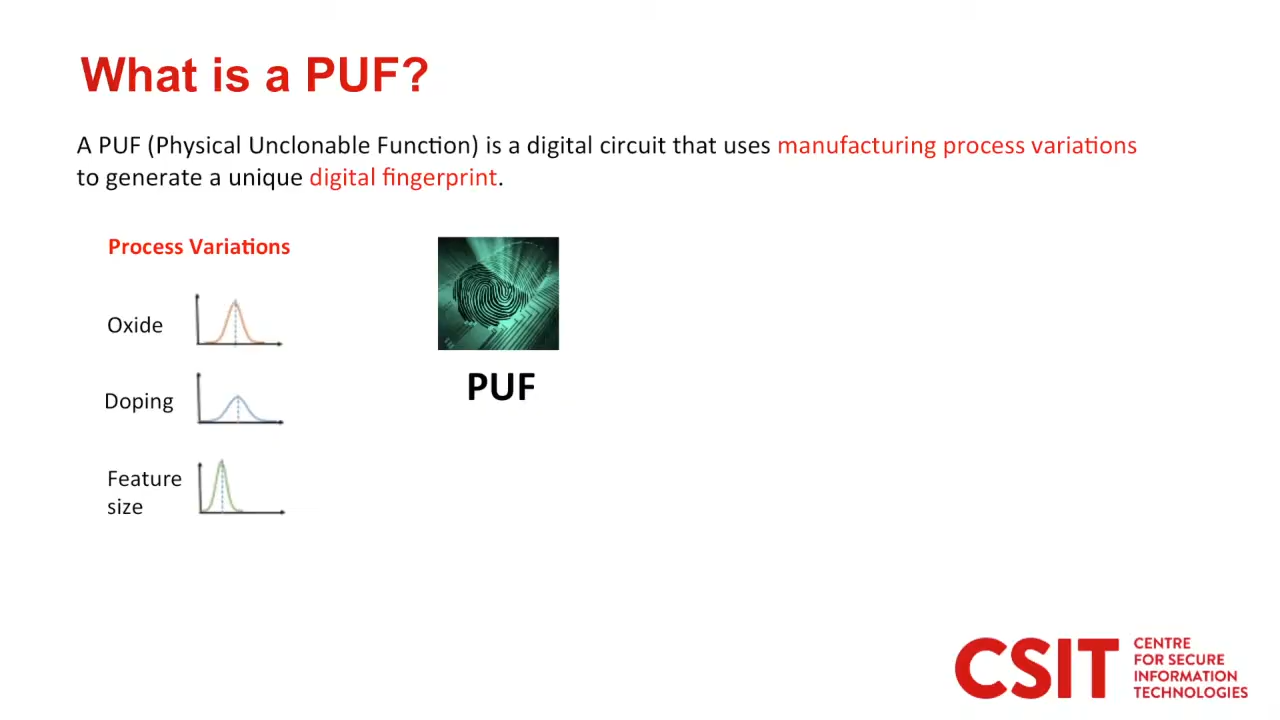 What is a PUF?
A PUF (Physical Unclonable Function) is a digital circuit that uses manufacturing process variations
to generate a unique digital fingerprint.
Process Variations
Oxide
Doping
Feature
size
PUF
CSIT
CENTRE
FOR SECURE
INFORMATION
TECHNOLOGIES